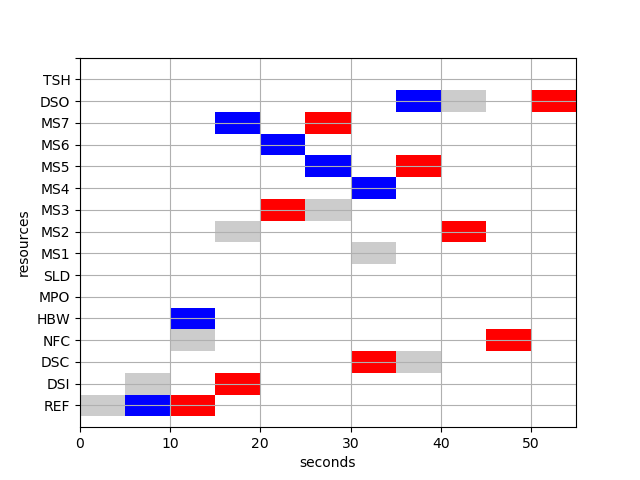 TSH
DSO
MS7
MS6
MS5
MS4
MS3
MS2
MS1
SLD
MPO
HBW
NFC
DSC
DSI
REF
resources
0 10 20 30 40 50
seconds